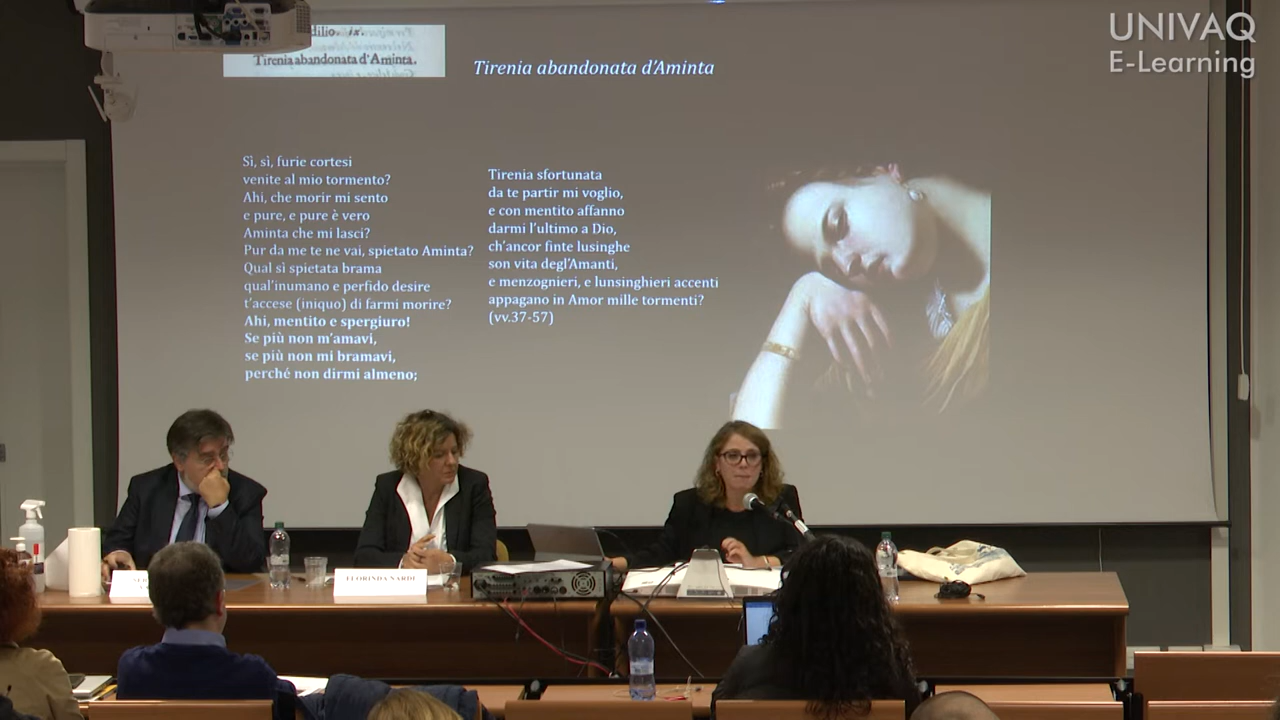 UNIVAQ
E-Learning
dilio. ix.
Tirenia abandonata d'Aminta.
Tirenia abandonata d'Aminta
Sì, sì, furie cortesi
venite al mio tormento?
Ahi, che morir mi sento
e pure, e pure è vero
Aminta che mi lasci?
Pur da me te ne vai, spietato Aminta?
Qual sì spietata brama
qual'inumano e perfido desire
t'accese (iniquo) di farmi morire?
Ahi, mentito e spergiuro!
Se più non m'amavi,
se più non mi bramavi,
perché non dirmi almeno;
Tirenia sfortunata
da te partir mi voglio,
e con mentito affanno
darmi l'ultimo a Dio,
ch'ancor finte lusinghe
son vita degl'Amanti,
e menzognieri, e lunsinghieri accenti
appagano in Amor mille tormenti?
(vv.37-57)
FLORINDA NARDI